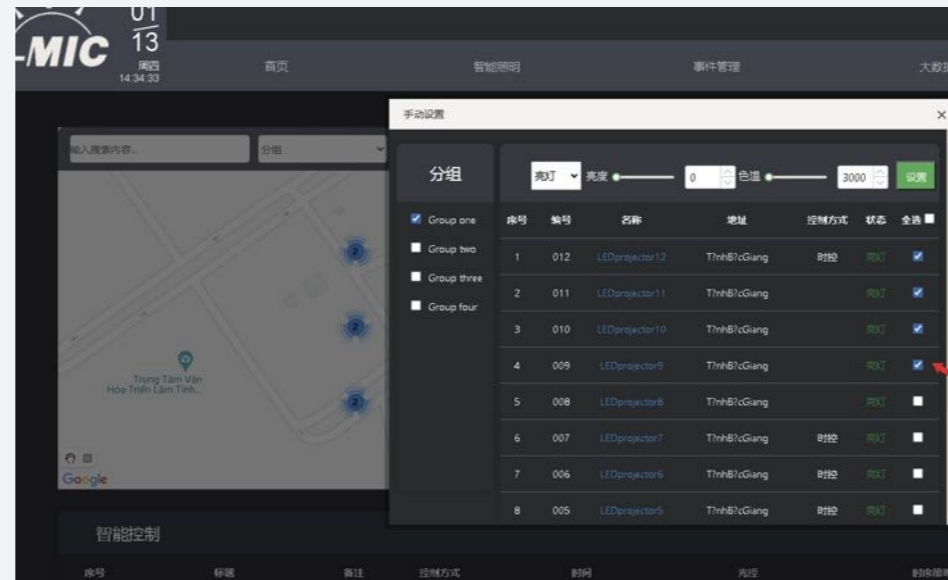 01
13
-MIC
周四
14:34:33
首页
智能照明
事件管理
大数据
手动设置
×
输入搜索内容..
分组
分组
亮灯
亮度
0
色温
3000
设置
Group one
Group two
Group three
Group four
序号 编号 名称 地址 控制方式 状态 全选
1 012 LEDprojector12 T?nhB?cGiang 时控 亮灯
2 011 LEDprojector11 T?nhB?cGiang 亮灯
3 010 LEDprojector10 T?nhB?cGiang 亮灯
4 009 LEDprojector9 T?nhB?cGiang 亮灯
5 008 LEDprojector8 T?nhB?cGiang 亮灯
6 007 LEDprojector7 T?nhB?cGiang 时控 亮灯
7 006 LEDprojector6 T?nhB?cGiang 时控 亮灯
8 005 LEDprojector5 T?nhB?cGiang 时控 亮灯
2
2
2
Trung Tâm Văn
Hóa Triển Lãm Tỉnh...
Google
智能控制
序号 标题 备注 控制方式 时间 光控